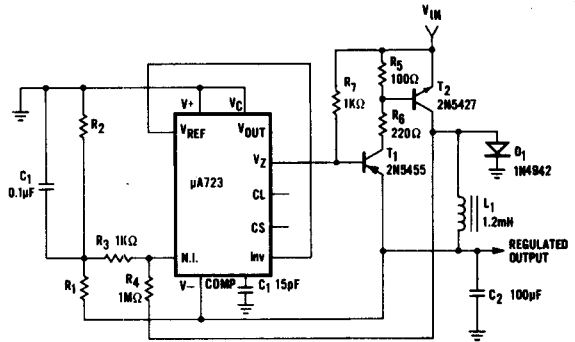 VIN
R5
100Ω
R7
1KΩ
T2
2N5427
R6
220Ω
V+
VC
R2
VREF
VOUT
VZ
T1
2N5455
D1
1N4942
C1
0.1µF
µA723
CL
CS
L1
1.2mH
R3 1KΩ
N.I.
Inv
REGULATED
OUTPUT
R1
R4
1MΩ
V−
COMP
C1 15pF
C2 100µF